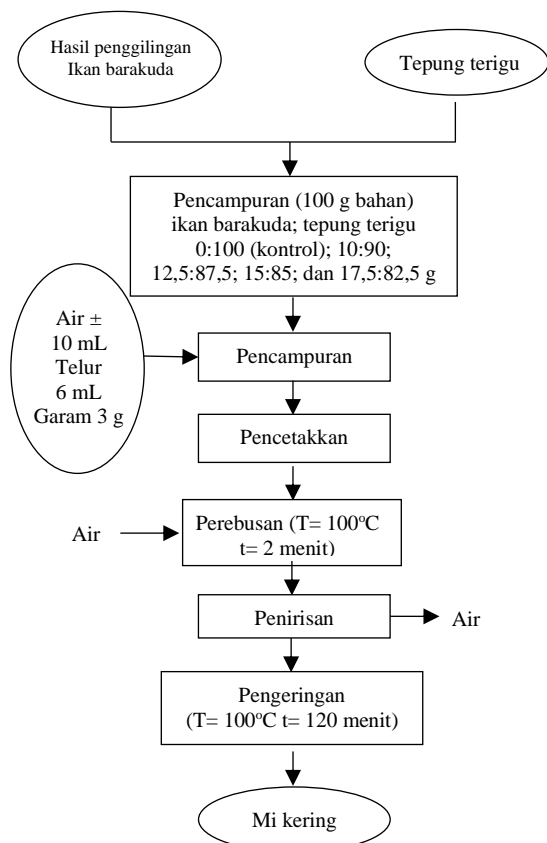 Hasil penggilingan
Ikan barakuda
Tepung terigu
Pencampuran (100 g bahan)
ikan barakuda; tepung terigu
0:100 (kontrol); 10:90;
12,5:87,5; 15:85; dan 17,5:82,5 g
Air ±
10 mL
Telur
6 mL
Garam 3 g
Pencampuran
Pencetakkan
Air
Perebusan (T= 100°C
t= 2 menit)
Penirisan
Air
Pengeringan
(T= 100°C t= 120 menit)
Mi kering